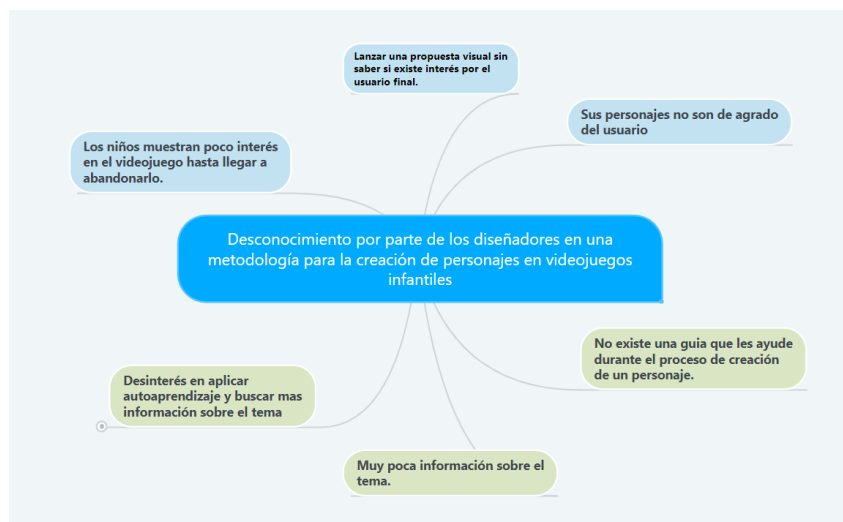 Lanzar una propuesta visual sin
saber si existe interés por el
usuario final.
Sus personajes no son de agrado
del usuario
Los niños muestran poco interés
en el videojuego hasta llegar a
abandonarlo.
Desconocimiento por parte de los diseñadores en una
metodología para la creación de personajes en videojuegos
infantiles
No existe una guia que les ayude
durante el proceso de creación
de un personaje.
Desinterés en aplicar
autoaprendizaje y buscar mas
información sobre el tema
Muy poca información sobre el
tema.